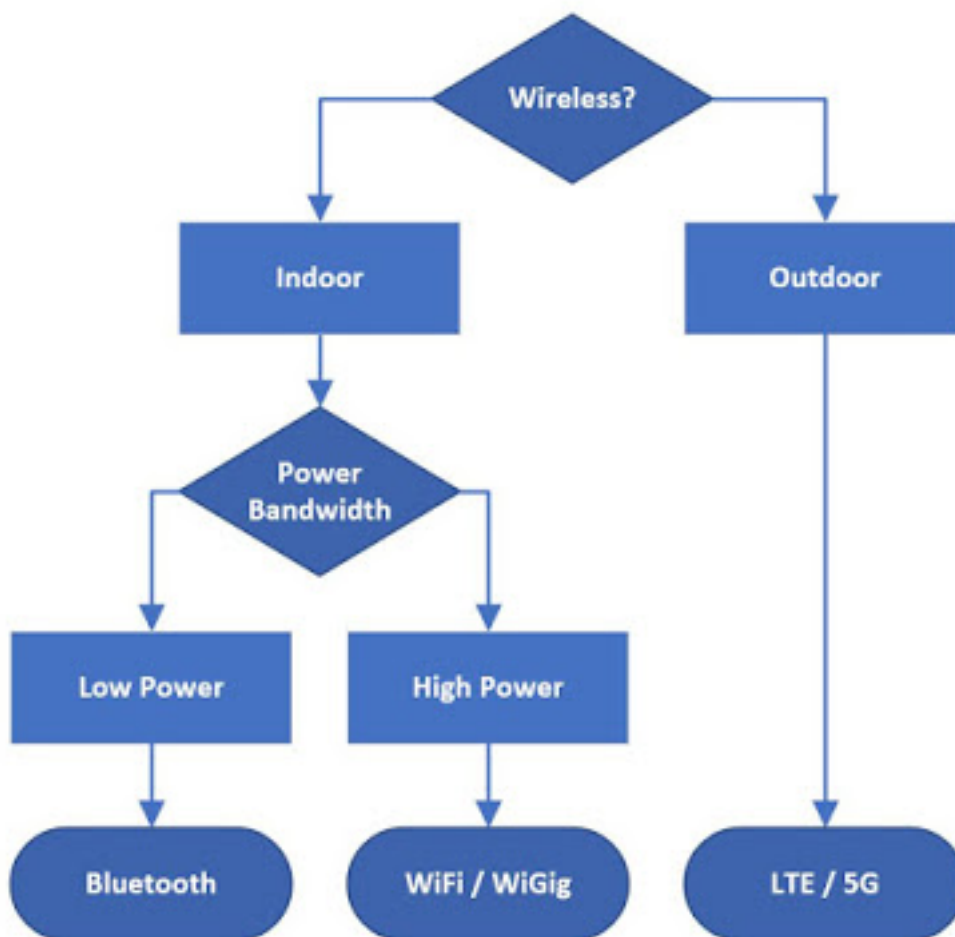 Wireless?
Indoor
Outdoor
Power
Bandwidth
Low Power
High Power
Bluetooth
WiFi / WiGig
LTE / 5G